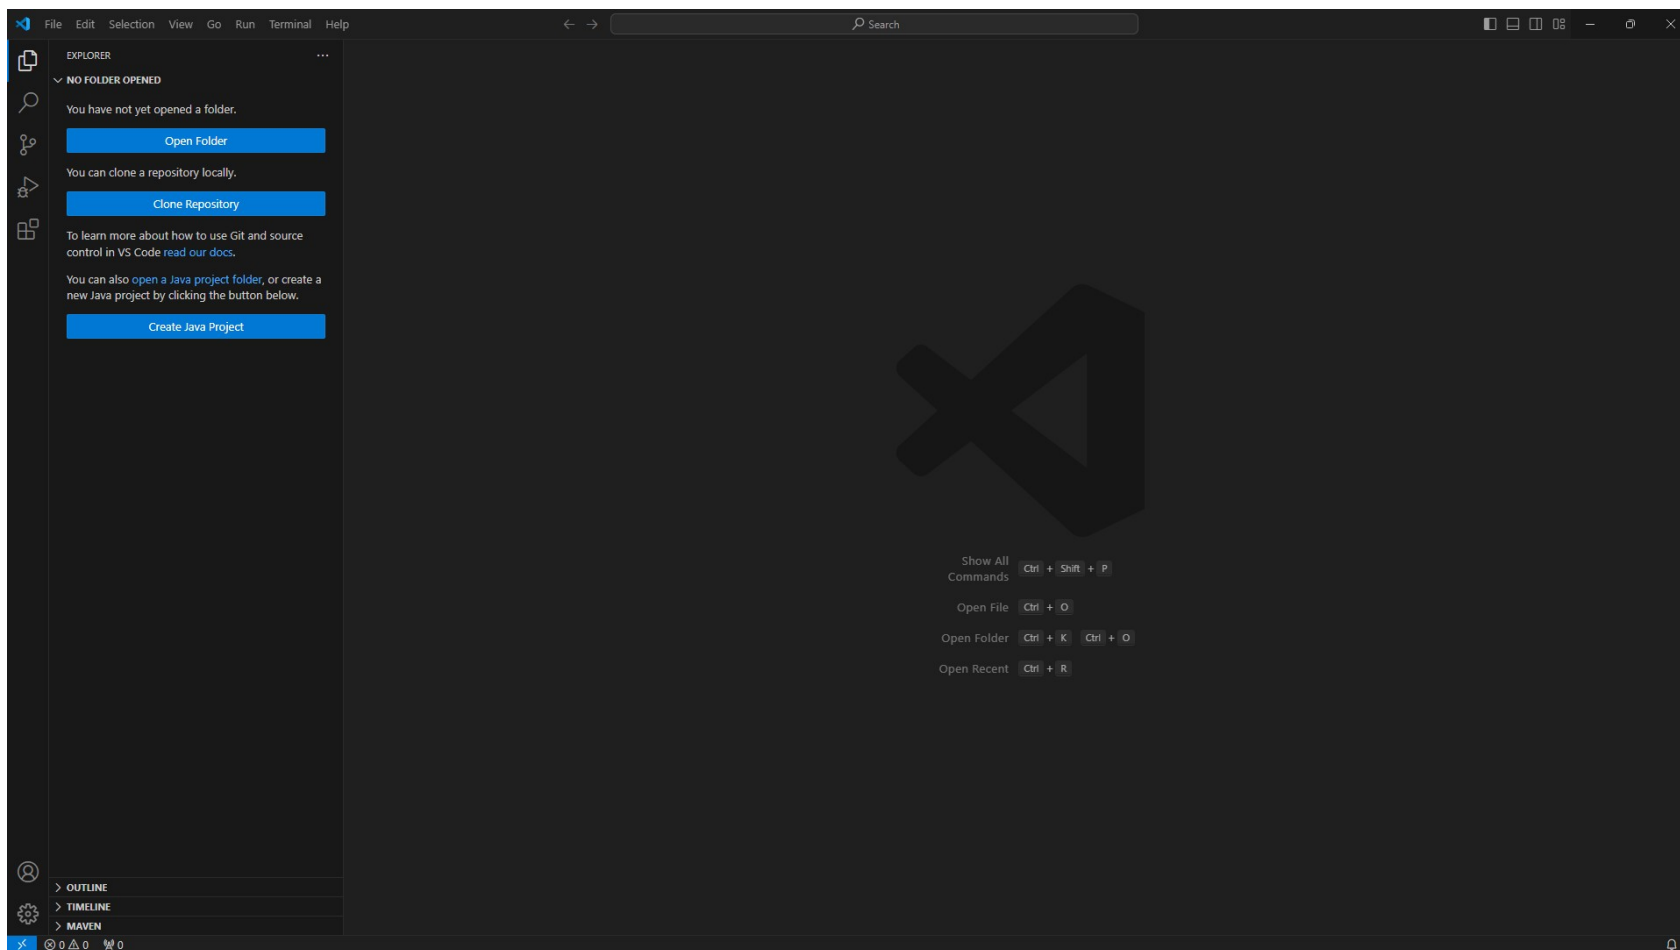 File Edit Selection View Go Run Terminal Help
Search
EXPLORER
NO FOLDER OPENED
You have not yet opened a folder.
Open Folder
You can clone a repository locally.
Clone Repository
To learn more about how to use Git and source
control in VS Code read our docs.
You can also open a Java project folder, or create a
new Java project by clicking the button below.
Create Java Project
Show All
Commands Ctrl + Shift + P
Open File Ctrl + O
Open Folder Ctrl + K Ctrl + O
Open Recent Ctrl + R
OUTLINE
TIMELINE
MAVEN
0 0 0